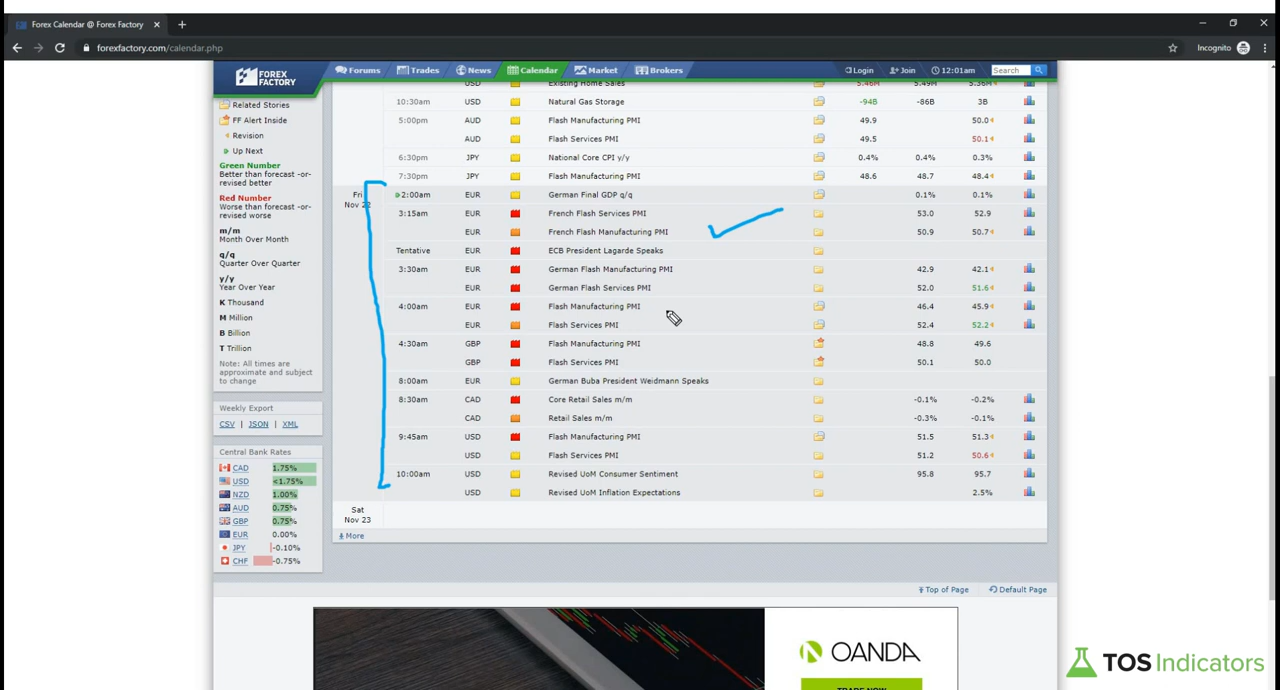 Forex Calendar @ Forex Factory
forexfactory.com/calendar.php
Incognito
FOREX FACTORY
Forums Trades News Calendar Market Brokers
Login Join 12:01am Search
Related Stories
FF Alert Inside
Revision
Up Next
Green Number
Better than forecast -or- revised better
Red Number
Worse than forecast -or- revised worse
m/m
Month Over Month
q/q
Quarter Over Quarter
y/y
Year Over Year
K Thousand
M Million
B Billion
T Trillion
Note: All times are
approximate and subject
to change
Weekly Export
CSV | JSON | XML
Central Bank Rates
CAD 1.75%
USD <1.75%
NZD 1.00%
AUD 0.75%
GBP 0.75%
EUR 0.00%
JPY -0.10%
CHF -0.75%
USD Existing Home Sales 5.46M 5.49M 5.36M
10:30am USD Natural Gas Storage -94B -86B 3B
5:00pm AUD Flash Manufacturing PMI 49.9 50.0
AUD Flash Services PMI 49.5 50.1
6:30pm JPY National Core CPI y/y 0.4% 0.4% 0.3%
7:30pm JPY Flash Manufacturing PMI 48.6 48.7 48.4
Fri
Nov 22
2:00am EUR German Final GDP q/q 0.1% 0.1%
3:15am EUR French Flash Services PMI 53.0 52.9
EUR French Flash Manufacturing PMI 50.9 50.7
Tentative EUR ECB President Lagarde Speaks
3:30am EUR German Flash Manufacturing PMI 42.9 42.1
EUR German Flash Services PMI 52.0 51.6
4:00am EUR Flash Manufacturing PMI 46.4 45.9
EUR Flash Services PMI 52.4 52.2
4:30am GBP Flash Manufacturing PMI 48.8 49.6
GBP Flash Services PMI 50.1 50.0
8:00am EUR German Buba President Weidmann Speaks
8:30am CAD Core Retail Sales m/m -0.1% -0.2%
CAD Retail Sales m/m -0.3% -0.1%
9:45am USD Flash Manufacturing PMI 51.5 51.3
USD Flash Services PMI 51.2 50.6
10:00am USD Revised UoM Consumer Sentiment 95.8 95.7
USD Revised UoM Inflation Expectations 2.5%
Sat
Nov 23
More
Top of Page Default Page
OANDA
TRADE NOW
TOS Indicators